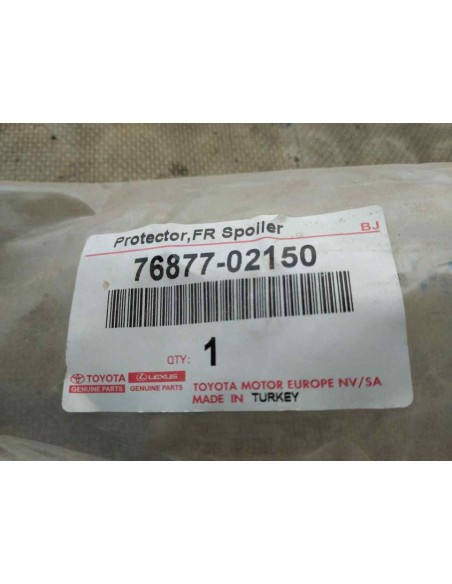 Protector,FR Spoiler BJ
76877-02150
QTY: 1
TOYOTA LEXUS
GENUINE PARTS GENUINE PARTS
TOYOTA MOTOR EUROPE NV/SA
MADE IN TURKEY